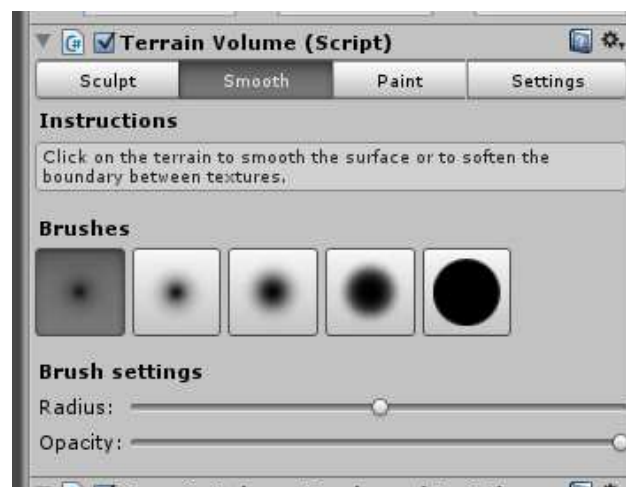 Terrain Volume (Script)
Sculpt Smooth Paint Settings
Instructions
Click on the terrain to smooth the surface or to soften the
boundary between textures.
Brushes
Brush settings
Radius:
Opacity: